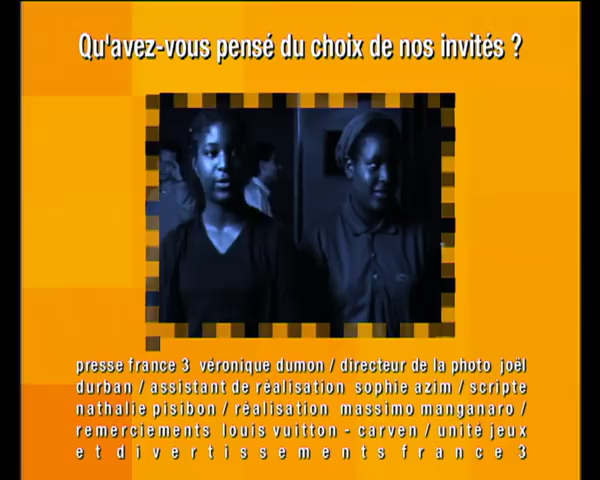 Qu'avez-vous pensé du choix de nos invités ?
presse france 3 véronique dumon / directeur de la photo joël
durban / assistant de réalisation sophie azim / scripte
nathalie pisibon / réalisation massimo manganaro /
remerciements louis vuitton - carven / unité jeux
et divertissements france 3